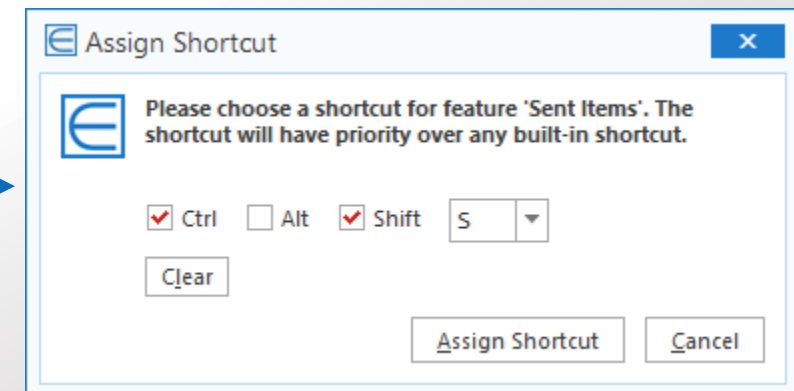 Assign Shortcut
Please choose a shortcut for feature 'Sent Items'. The
shortcut will have priority over any built-in shortcut.
Ctrl Alt Shift S
Clear
Assign Shortcut Cancel